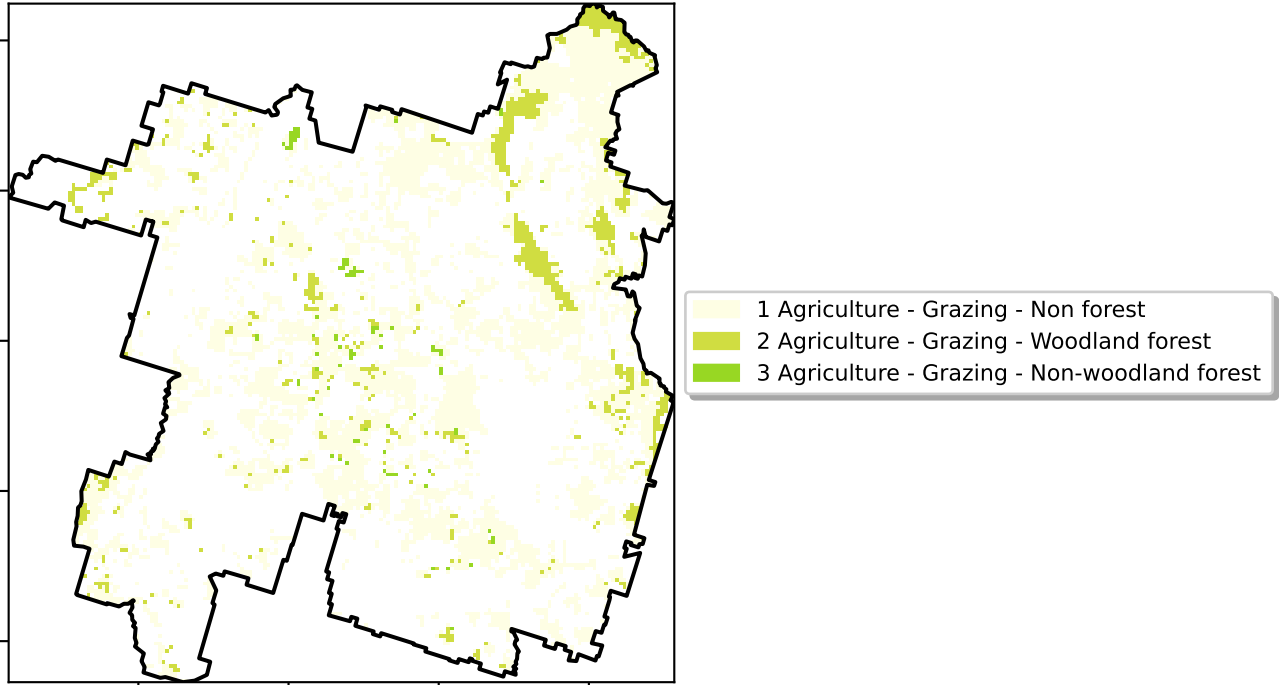 1 Agriculture - Grazing - Non forest
2 Agriculture - Grazing - Woodland forest
3 Agriculture - Grazing - Non-woodland forest